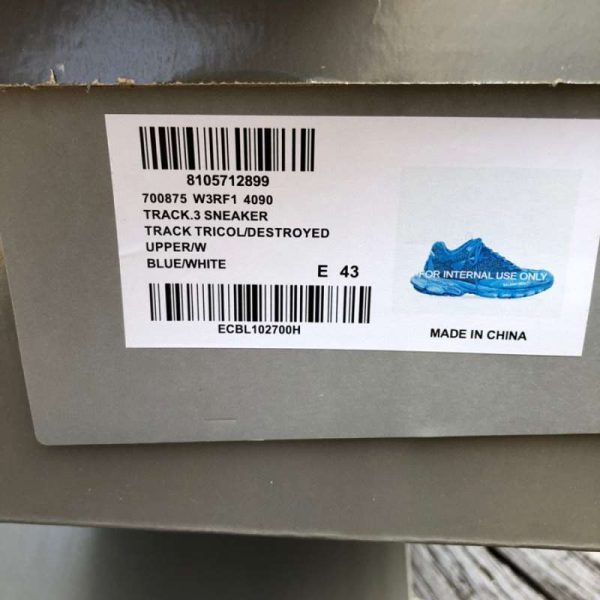 8105712899
700875 W3RF1 4090
TRACK.3 SNEAKER
TRACK TRICOL/DESTROYED
UPPER/W
BLUE/WHITE
E 43
ECBL102700H
FOR INTERNAL USE ONLY
MADE IN CHINA